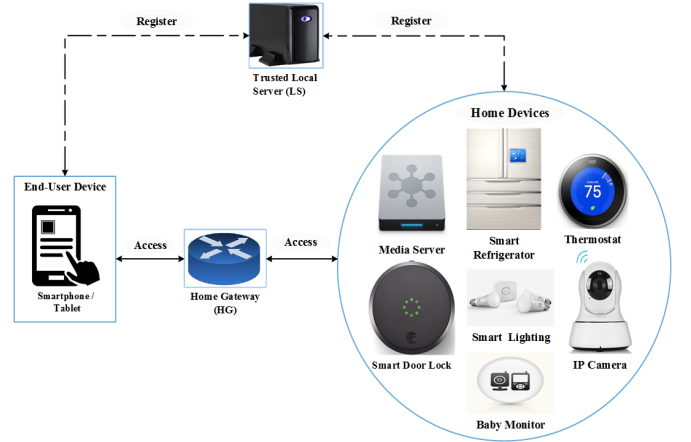 Register
Register
Trusted Local
Server (LS)
Home Devices
End-User Device
75
Media Server
Smart
Refrigerator
Thermostat
Access
Access
Smartphone /
Tablet
Home Gateway
(HG)
Smart Door Lock
Smart Lighting
IP Camera
Baby Monitor